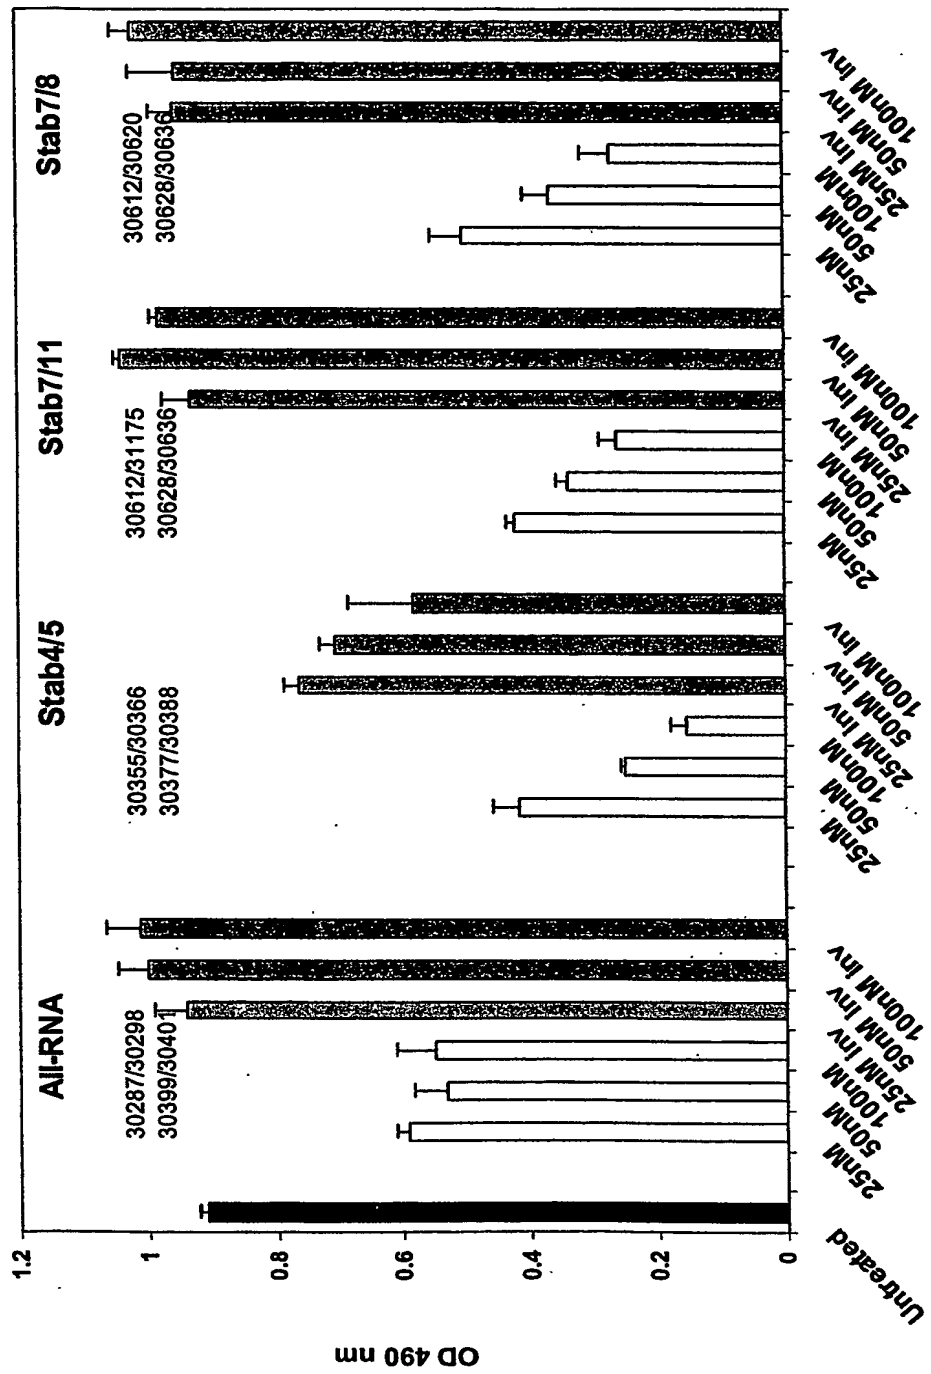 All-RNA
Stab4/5
Stab7/11
Stab7/8
30287/30298
30399/30401
30355/30366
30377/30388
30612/31175
30628/30636
30612/30620
30628/30636
OD 490 nm
1.2
1
0.8
0.6
0.4
0.2
0
Untreated
25nM
50nM
100nM
25nM Inv
50nM Inv
100nM Inv
25nM
50nM
100nM
25nM Inv
50nM Inv
100nM Inv
25nM
50nM
100nM
25nM Inv
50nM Inv
100nM Inv
25nM
50nM
100nM
25nM Inv
50nM Inv
100nM Inv